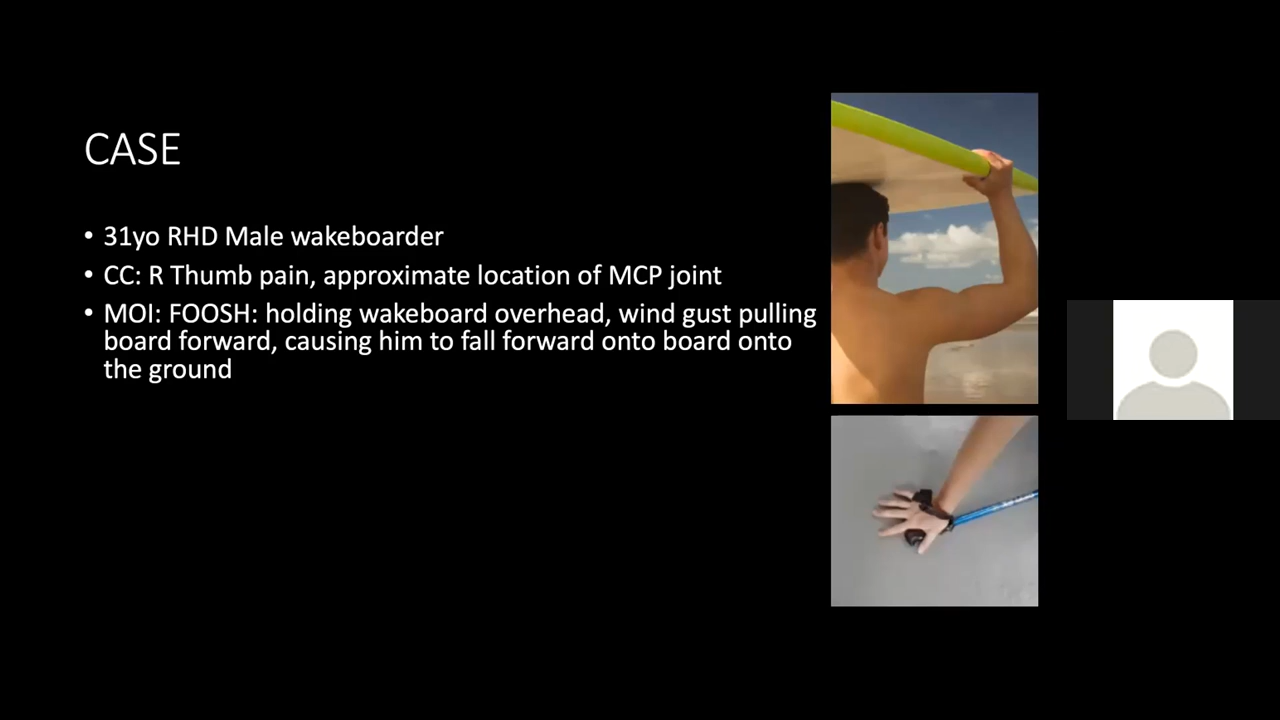 CASE
• 31yo RHD Male wakeboarder
• CC: R Thumb pain, approximate location of MCP joint
• MOI: FOOSH: holding wakeboard overhead, wind gust pulling
board forward, causing him to fall forward onto board onto
the ground